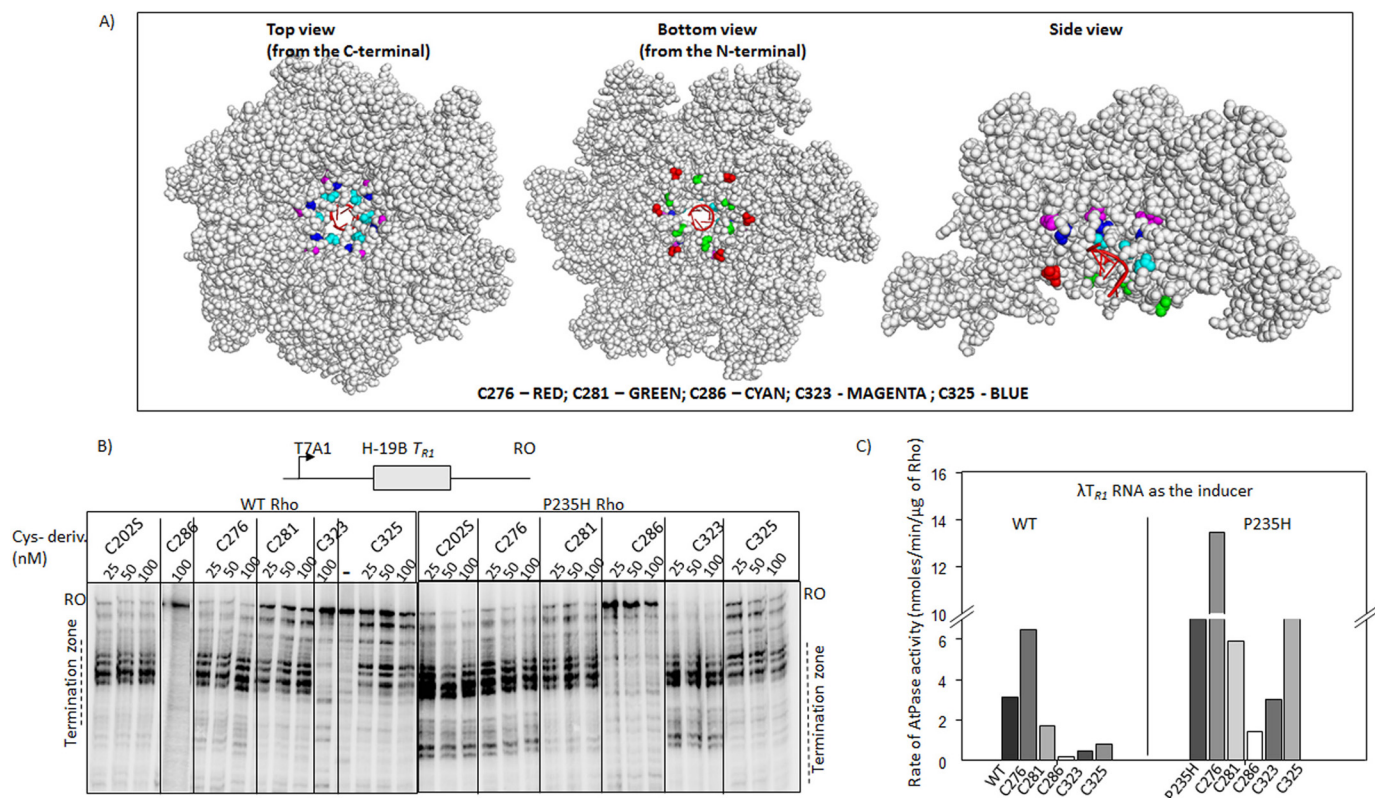 A)
Top view
(from the C-terminal)
Bottom view
(from the N-terminal)
Side view
C276 – RED; C281 – GREEN; C286 – CYAN; C323 - MAGENTA ; C325 - BLUE
B)
T7A1 H-19B TR1 RO
WT Rho P235H Rho
Cys- deriv.
(nM)
C202S C286 C276 C281 C323 C325 C202S C276 C281 C286 C323 C325
25 50 100 100 25 50 100 25 50 100 100 - 25 50 100 25 50 100 25 50 100 25 50 100 25 50 100 25 50 100 25 50 100
RO RO
Termination zone
Termination zone
C)
Rate of AtPase activity (nmoles/min/µg of Rho)
16
14
12
10
6
4
2
0
λTR1 RNA as the inducer
WT P235H
WT C276 C281 C286 C323 C325 P235H C276 C281 C286 C323 C325